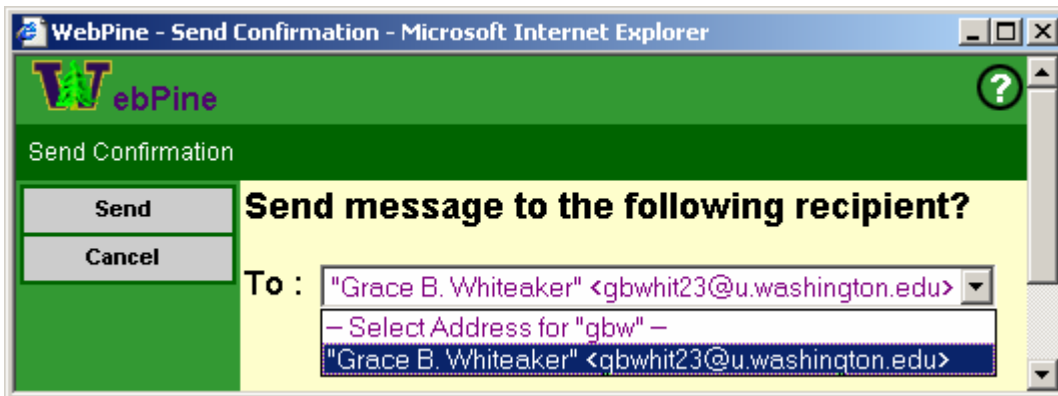 WebPine - Send Confirmation - Microsoft Internet Explorer
WebPine
?
Send Confirmation
Send
Send message to the following recipient?
Cancel
To : "Grace B. Whiteaker" <gbwhit23@u.washington.edu>
– Select Address for "gbw" –
"Grace B. Whiteaker" <gbwhit23@u.washington.edu>